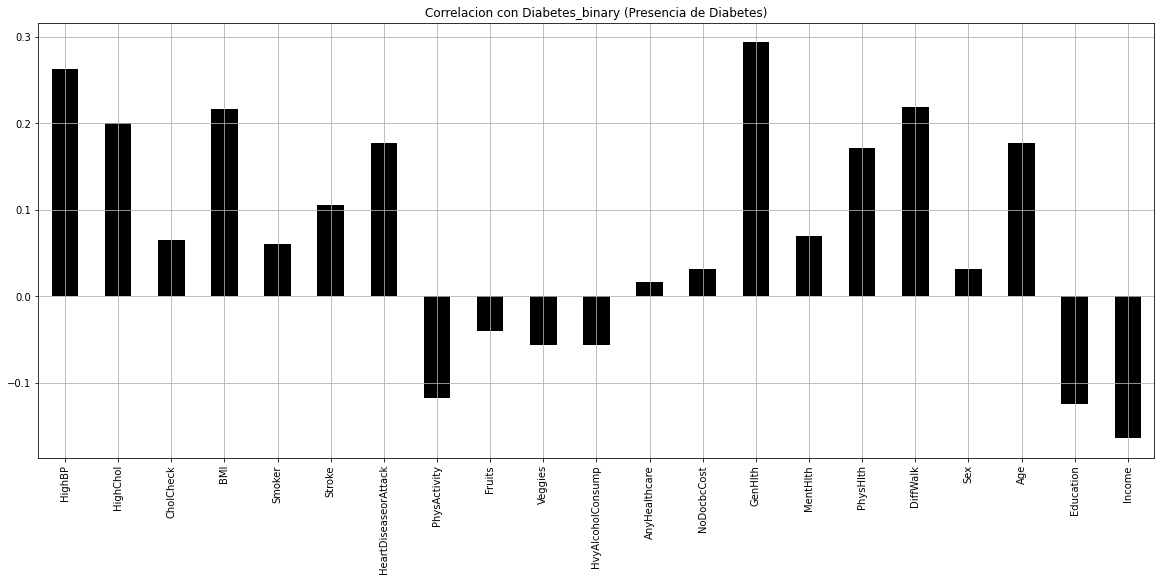 Correlacion con Diabetes_binary (Presencia de Diabetes)
0.3
0.2
0.1
0.0
−0.1
HighBP
HighChol
CholCheck
BMI
Smoker
Stroke
HeartDiseaseorAttack
PhysActivity
Fruits
Veggies
HvyAlcoholConsump
AnyHealthcare
NoDocbcCost
GenHlth
MentHlth
PhysHlth
DiffWalk
Sex
Age
Education
Income